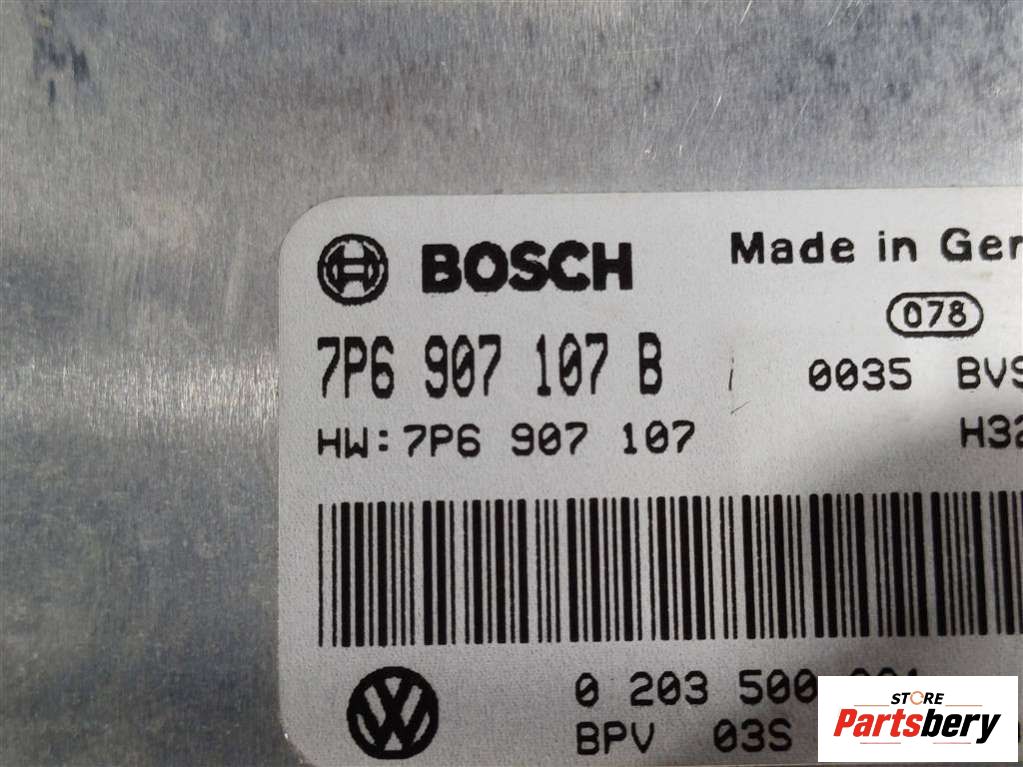 BOSCH Made in Ger
078
7P6 907 107 B 0035 BVS
HW: 7P6 907 107 H32
0 203 500
BPV 03S
STORE
Partsbery